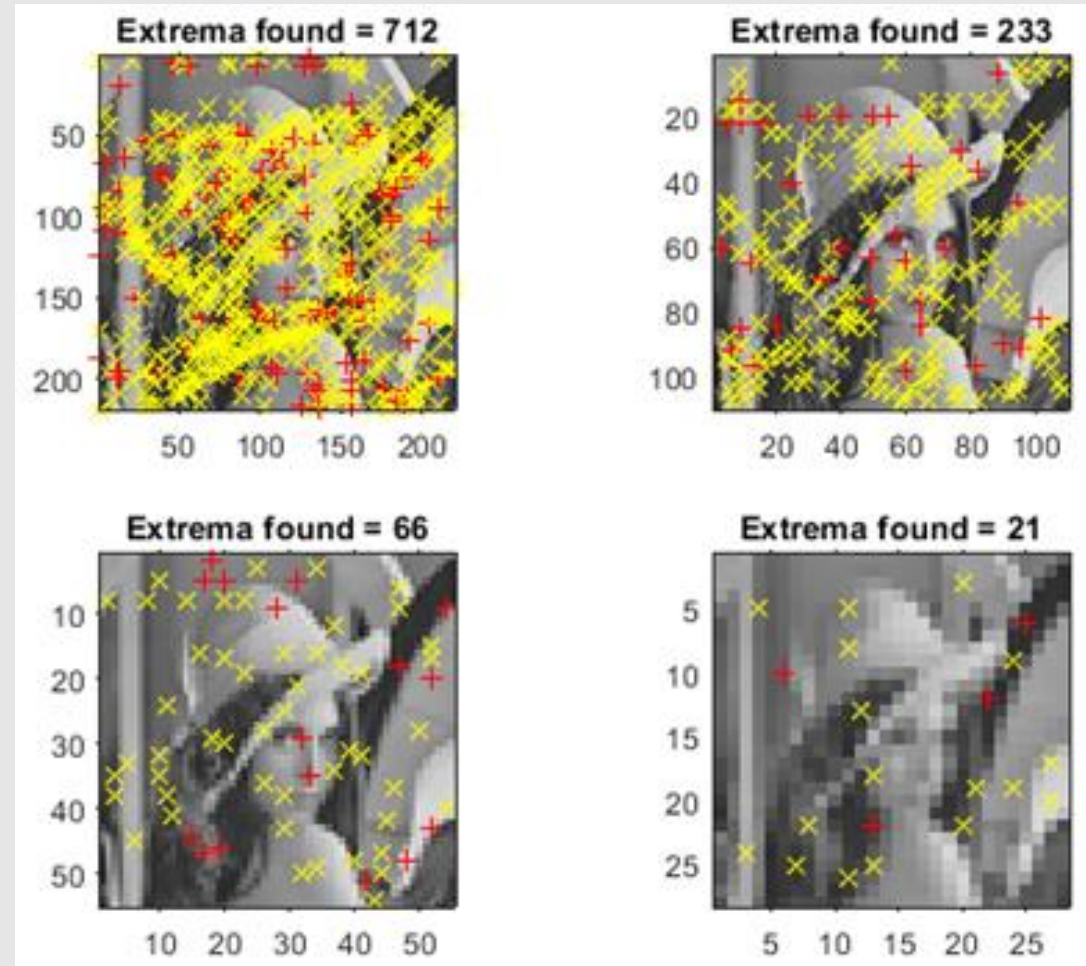 Extrema found = 712
50
100
150
200
50 100 150 200
Extrema found = 233
20
40
60
80
100
20 40 60 80 100
Extrema found = 66
10
20
30
40
50
10 20 30 40 50
Extrema found = 21
5
10
15
20
25
5 10 15 20 25